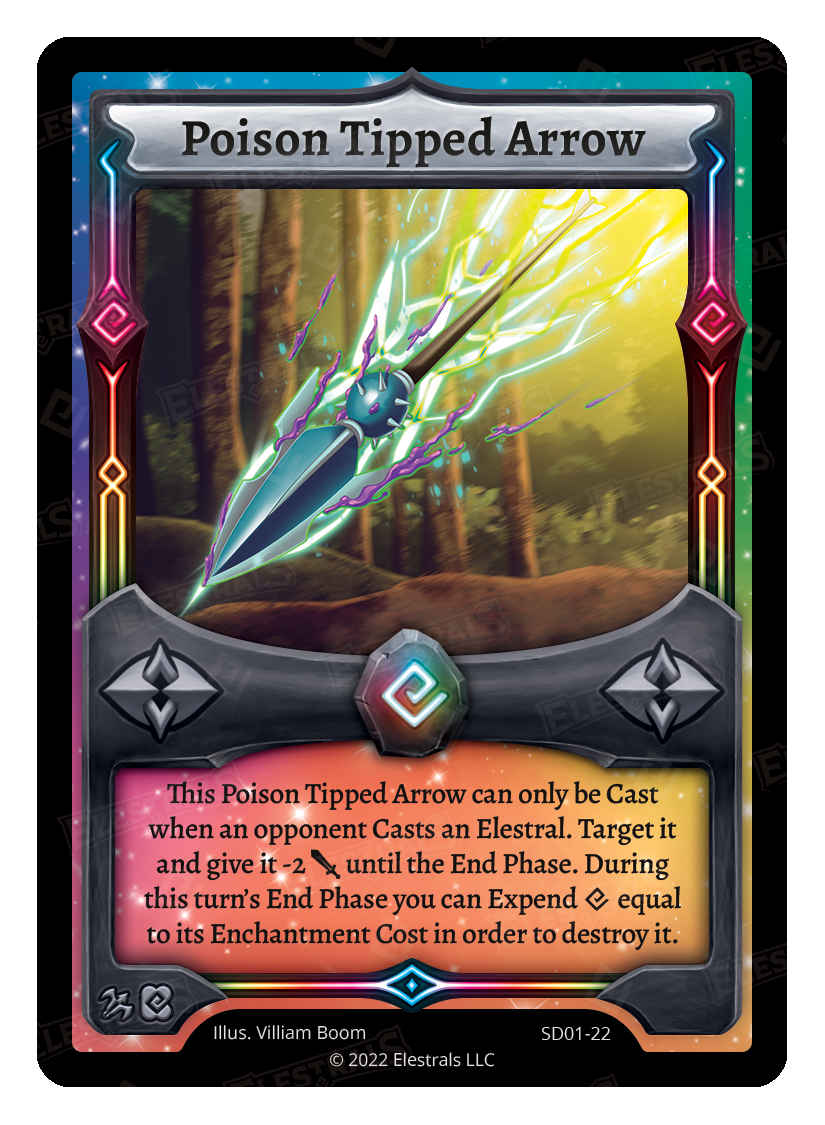 Poison Tipped Arrow
This Poison Tipped Arrow can only be Cast
when an opponent Casts an Elestral. Target it
and give it -2 until the End Phase. During
this turn's End Phase you can Expend equal
to its Enchantment Cost in order to destroy it.
Illus. Villiam Boom
SD01-22
© 2022 Elestrals LLC